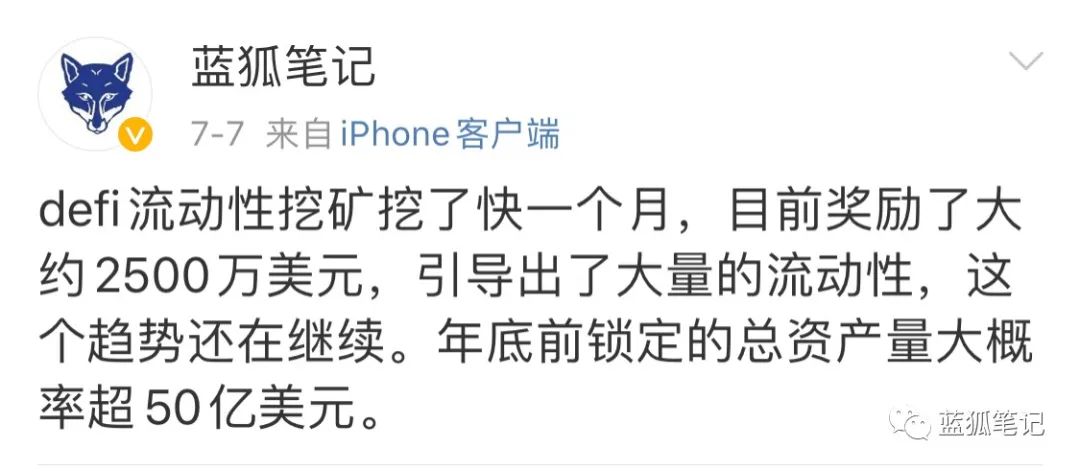 蓝狐笔记
7-7 来自iPhone客户端
defi流动性挖矿挖了快一个月，目前奖励了大
约2500万美元，引导出了大量的流动性，这
个趋势还在继续。年底前锁定的总资产量大概
率超50亿美元。
蓝狐笔记